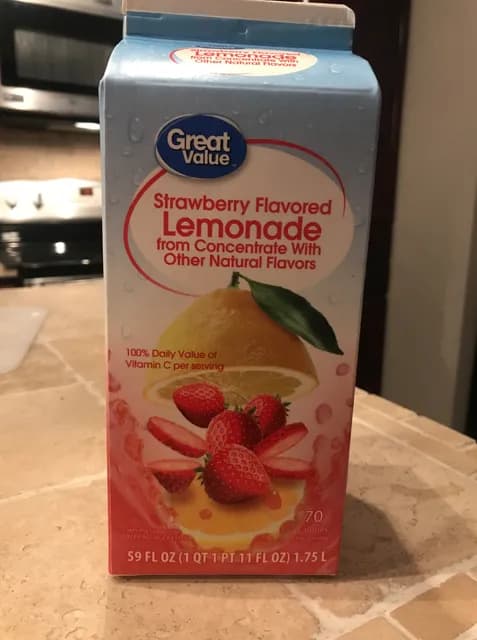 Strawberry Flavored
Lemonade
from Concentrate With
Other Natural Flavors
Great
Value
Strawberry Flavored
Lemonade
from Concentrate With
Other Natural Flavors
100% Daily Value of
Vitamin C per serving
70
59 FL OZ (1 QT 1 PT 11 FL OZ) 1.75 L